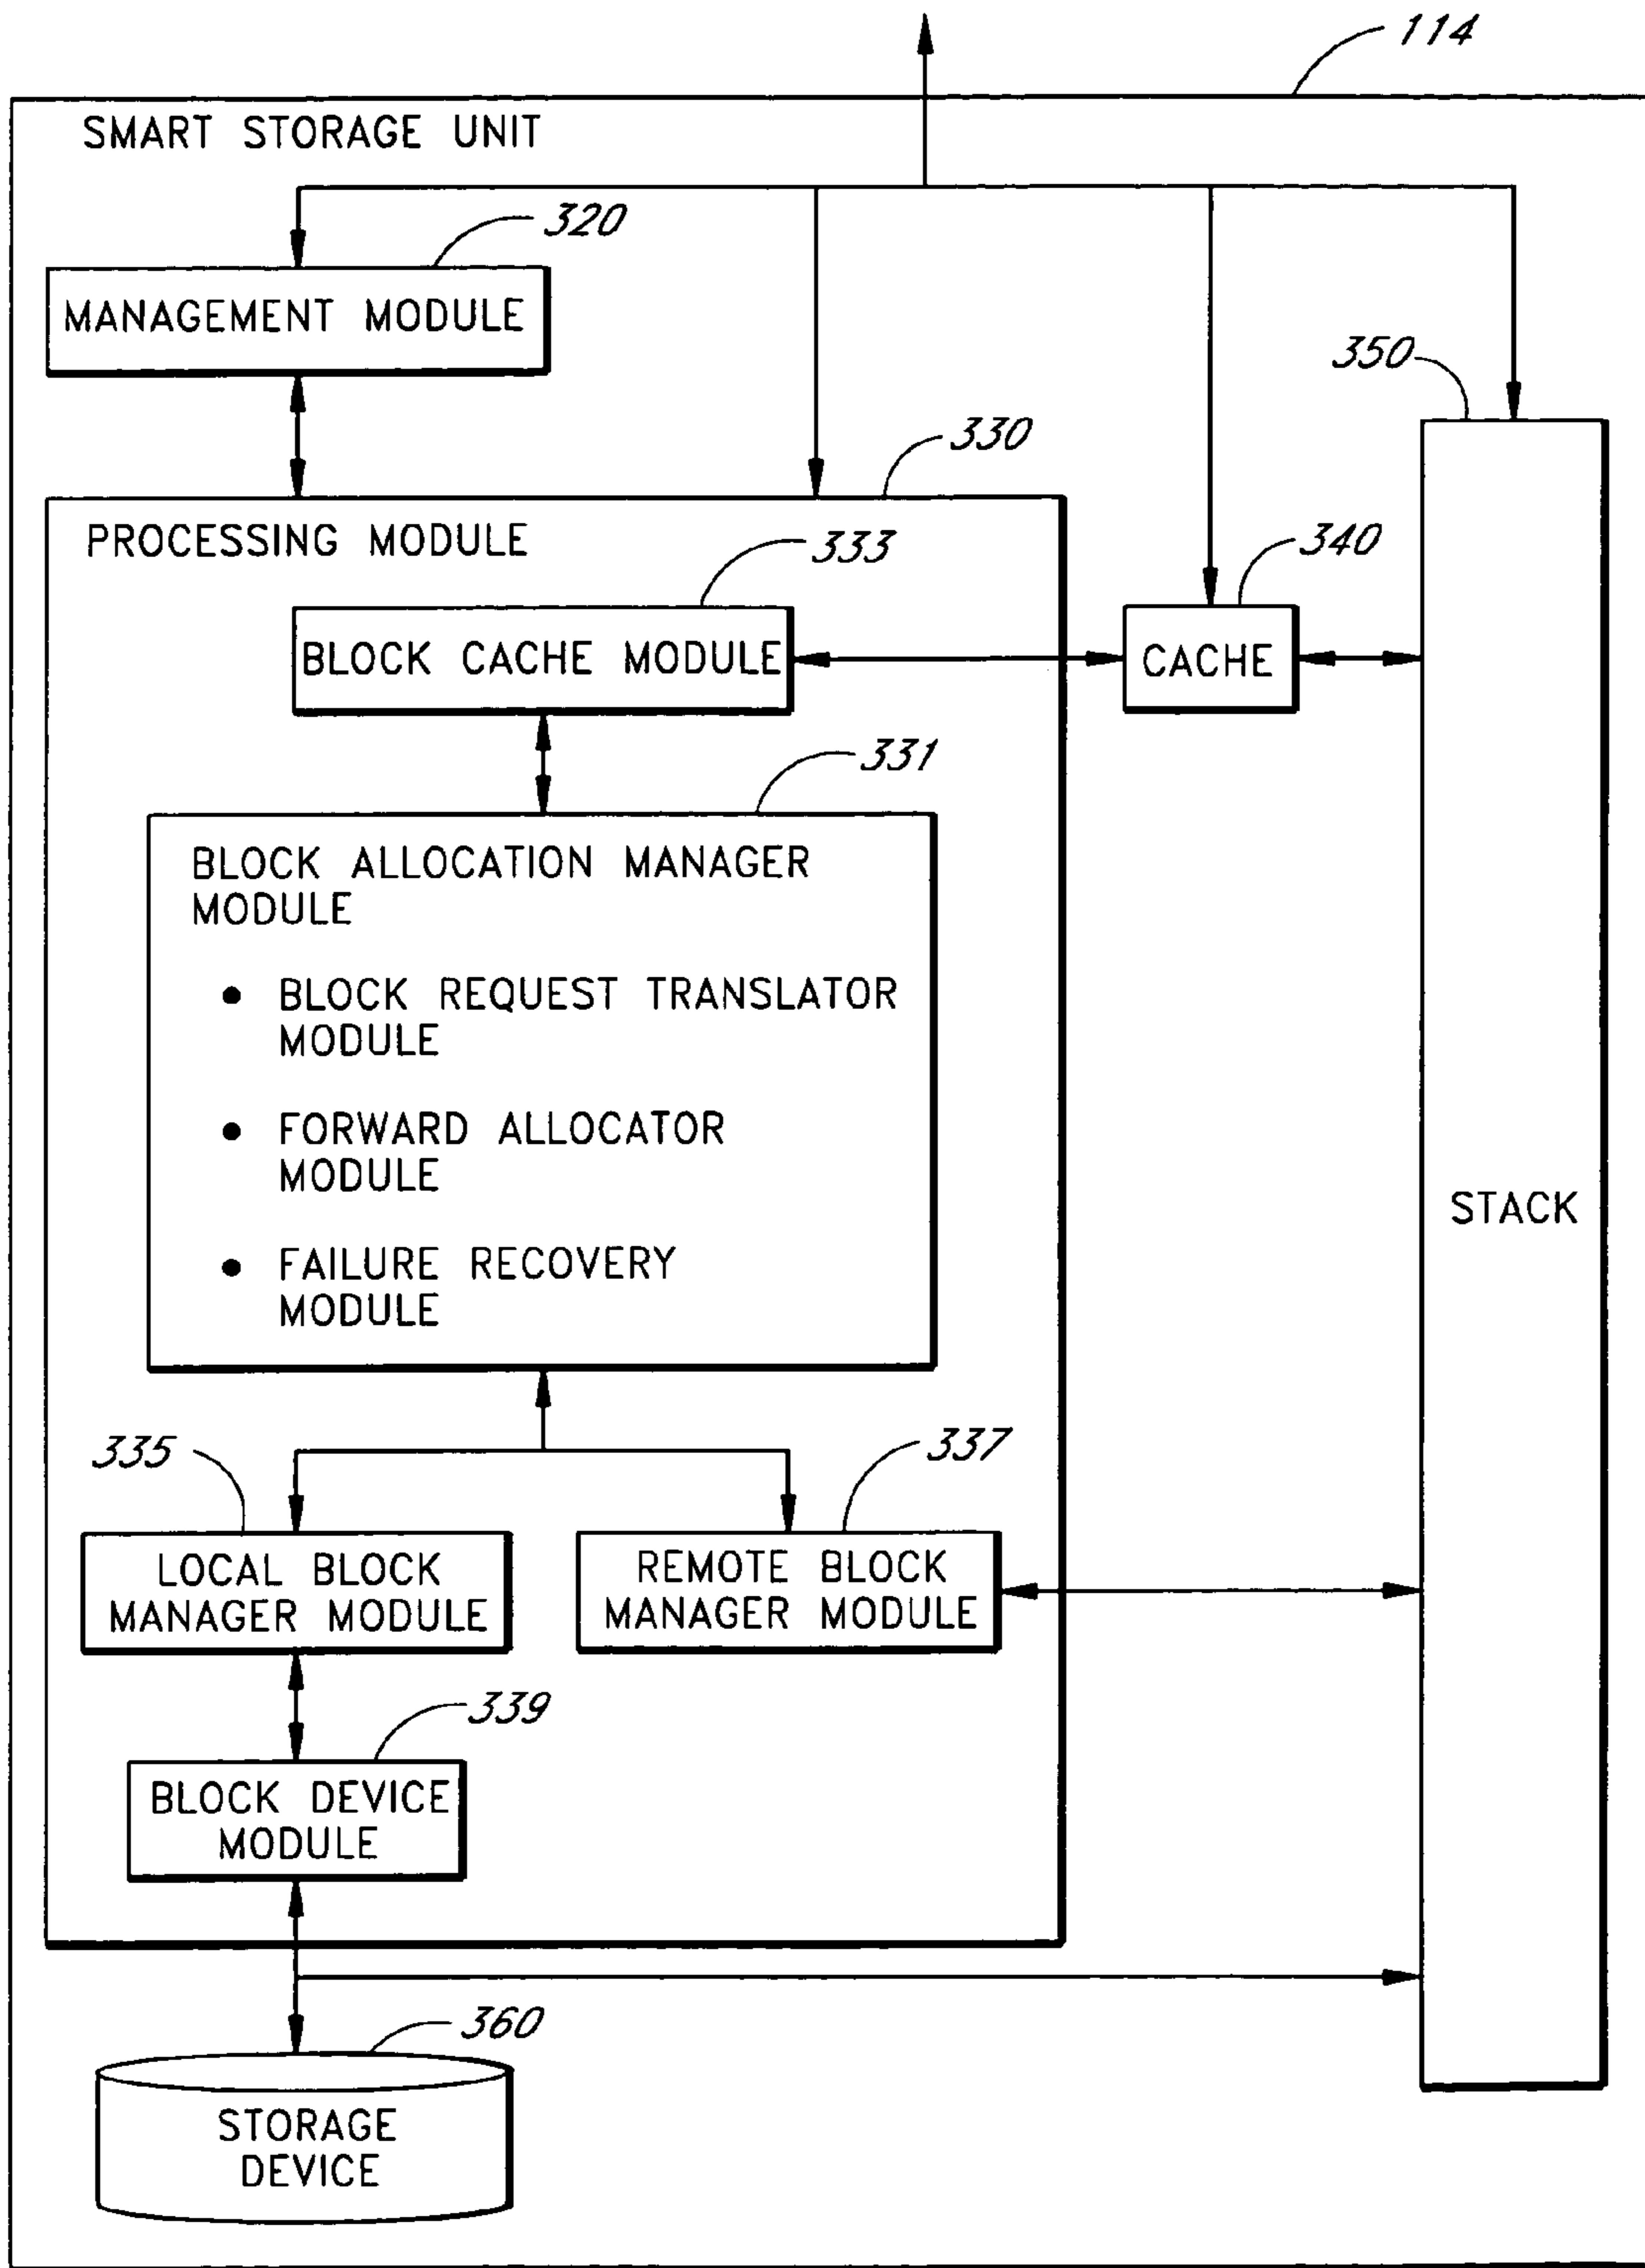 114
SMART STORAGE UNIT
320
MANAGEMENT MODULE
350
330
PROCESSING MODULE
333
340
BLOCK CACHE MODULE
CACHE
331
BLOCK ALLOCATION MANAGER
MODULE
• BLOCK REQUEST TRANSLATOR
MODULE
• FORWARD ALLOCATOR
MODULE
STACK
• FAILURE RECOVERY
MODULE
335
337
LOCAL BLOCK
MANAGER MODULE
REMOTE BLOCK
MANAGER MODULE
339
BLOCK DEVICE
MODULE
360
STORAGE
DEVICE